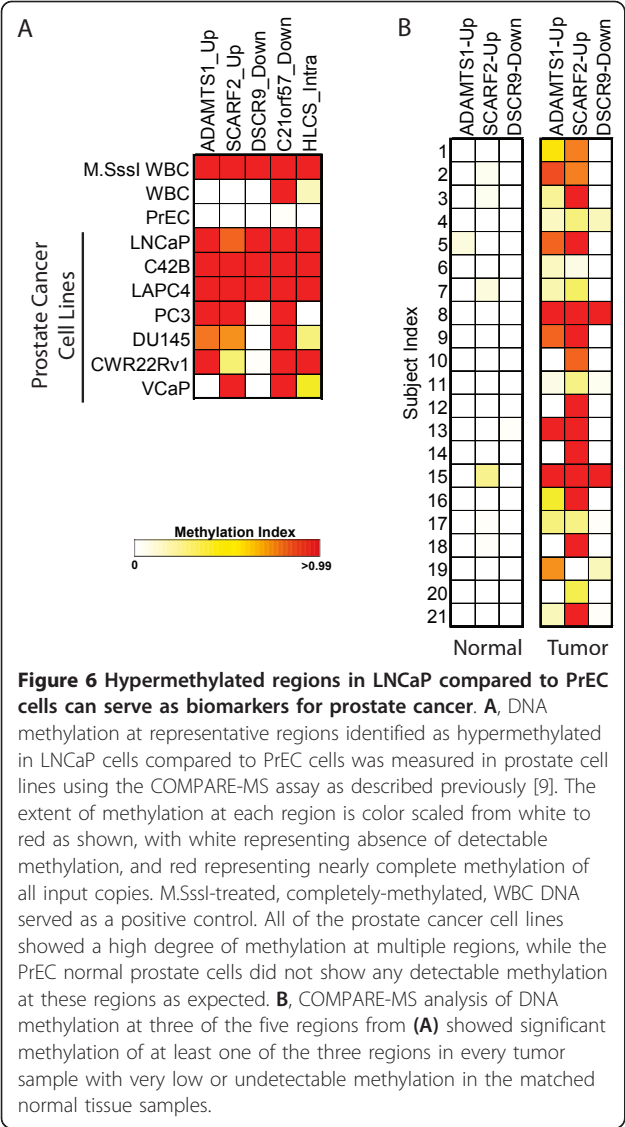 A
ADAMTS1_Up
SCARF2_Up
DSCR9_Down
C21orf57_Down
HLCS_Intra
M.SssI WBC
WBC
PrEC
LNCaP
C42B
LAPC4
PC3
DU145
CWR22Rv1
VCaP
Prostate Cancer
Cell Lines
Methylation Index
0
>0.99
B
ADAMTS1-Up
SCARF2-Up
DSCR9-Down
ADAMTS1-Up
SCARF2-Up
DSCR9-Down
Subject Index
1
2
3
4
5
6
7
8
9
10
11
12
13
14
15
16
17
18
19
20
21
Normal
Tumor
Figure 6 Hypermethylated regions in LNCaP compared to PrEC
cells can serve as biomarkers for prostate cancer. A, DNA
methylation at representative regions identified as hypermethylated
in LNCaP cells compared to PrEC cells was measured in prostate cell
lines using the COMPARE-MS assay as described previously [9]. The
extent of methylation at each region is color scaled from white to
red as shown, with white representing absence of detectable
methylation, and red representing nearly complete methylation of
all input copies. M.SssI-treated, completely-methylated, WBC DNA
served as a positive control. All of the prostate cancer cell lines
showed a high degree of methylation at multiple regions, while the
PrEC normal prostate cells did not show any detectable methylation
at these regions as expected. B, COMPARE-MS analysis of DNA
methylation at three of the five regions from (A) showed significant
methylation of at least one of the three regions in every tumor
sample with very low or undetectable methylation in the matched
normal tissue samples.